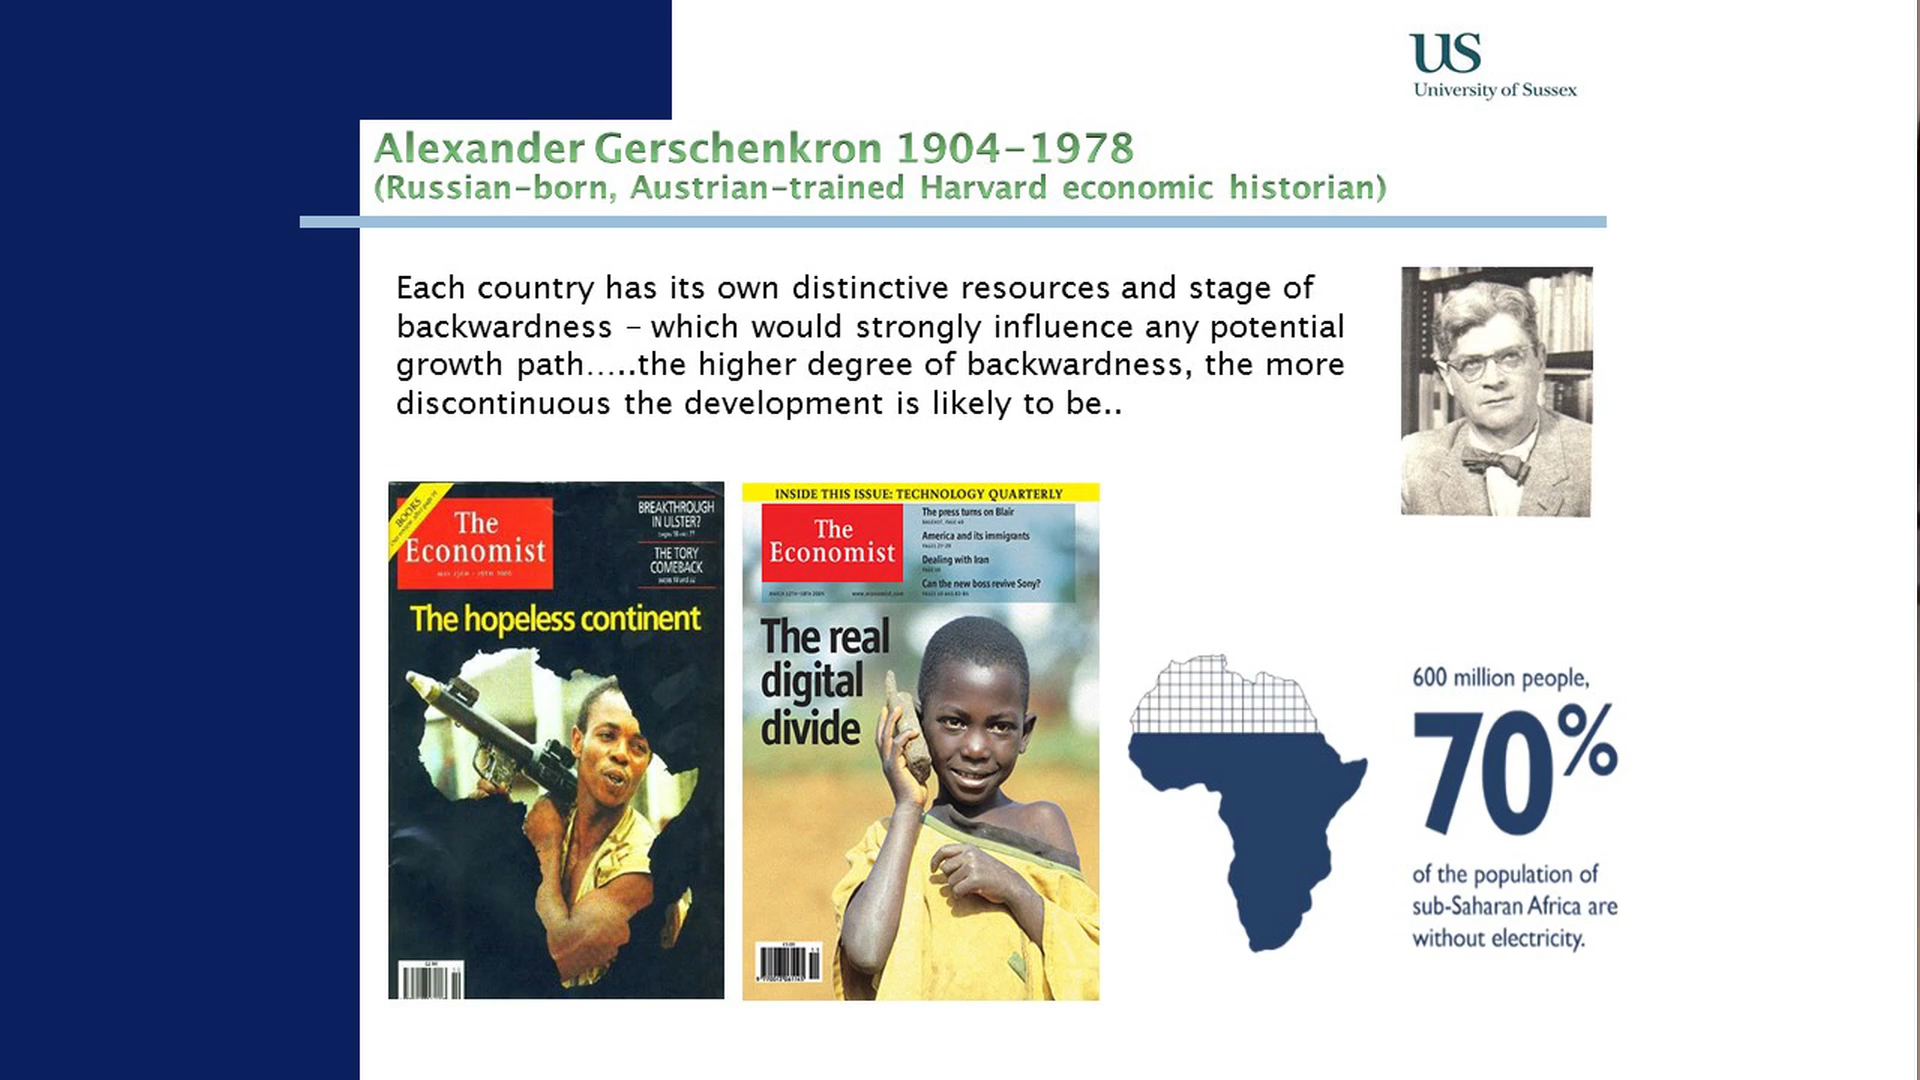 US
University of Sussex
Alexander Gerschenkron 1904-1978
(Russian-born, Austrian-trained Harvard economic historian)
Each country has its own distinctive resources and stage of
backwardness – which would strongly influence any potential
growth path…..the higher degree of backwardness, the more
discontinuous the development is likely to be..
BOOKS
The
Economist
BREAKTHROUGH
IN ULSTER?
THE TORY
COMEBACK
The hopeless continent
INSIDE THIS ISSUE: TECHNOLOGY QUARTERLY
The
Economist
The press turns on Blair
America and its immigrants
Dealing with Iran
Can the new boss revive Sony?
www.economist.com
The real
digital
divide
600 million people,
70%
of the population of
sub-Saharan Africa are
without electricity.